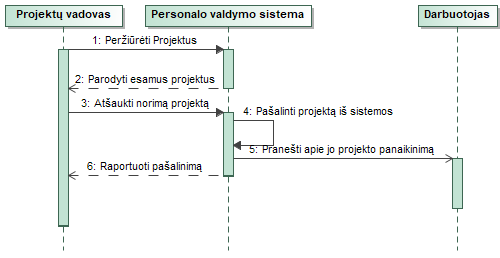 Projektų vadovas
Personalo valdymo sistema
Darbuotojas
1: Peržiūrėti Projektus
2: Parodyti esamus projektus
3: Atšaukti norimą projektą
4: Pašalinti projektą iš sistemos
5: Pranešti apie jo projekto panaikinimą
6: Raportuoti pašalinimą